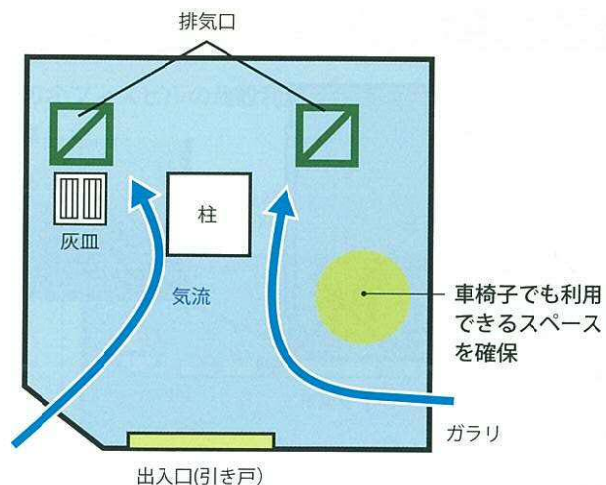 排気口
柱
灰皿
気流
車椅子でも利用
できるスペース
を確保
ガラリ
出入口(引き戸)